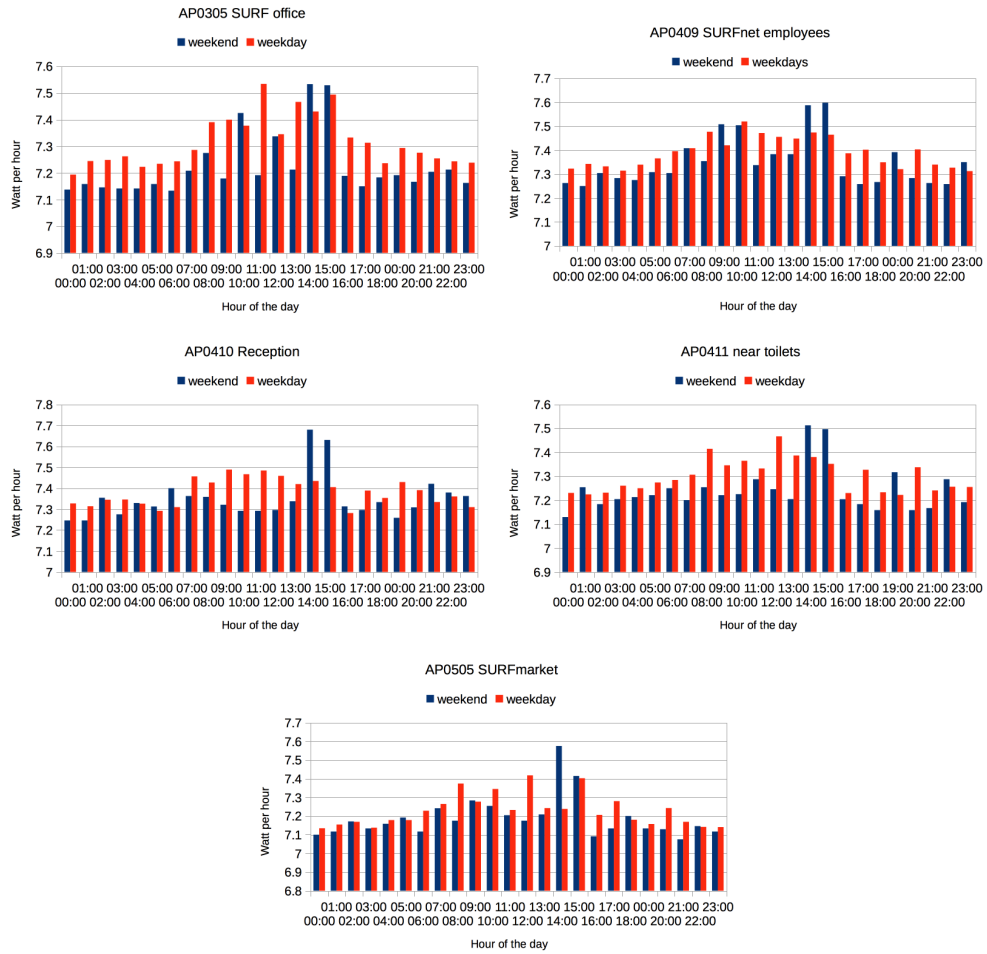 AP0305 SURF office
weekend weekday
7.6
7.5
7.4
7.3
7.2
7.1
7
6.9
Watt per hour
01:00 03:00 05:00 07:00 09:00 11:00 13:00 15:00 17:00 00:00 21:00 23:00
00:00 02:00 04:00 06:00 08:00 10:00 12:00 14:00 16:00 18:00 20:00 22:00
Hour of the day
AP0409 SURFnet employees
weekend weekdays
7.7
7.6
7.5
7.4
7.3
7.2
7.1
7
Watt per hour
01:00 03:00 05:00 07:00 09:00 11:00 13:00 15:00 17:00 00:00 21:00 23:00
00:00 02:00 04:00 06:00 08:00 10:00 12:00 14:00 16:00 18:00 20:00 22:00
Hour of the day
AP0410 Reception
weekend weekday
7.8
7.7
7.6
7.5
7.4
7.3
7.2
7.1
7
Watt per hour
01:00 03:00 05:00 07:00 09:00 11:00 13:00 15:00 17:00 00:00 21:00 23:00
00:00 02:00 04:00 06:00 08:00 10:00 12:00 14:00 16:00 18:00 20:00 22:00
Hour of the day
AP0411 near toilets
weekend weekday
7.6
7.5
7.4
7.3
7.2
7.1
7
6.9
Watt per hour
01:00 03:00 05:00 07:00 09:00 11:00 13:00 15:00 17:00 19:00 21:00 23:00
00:00 02:00 04:00 06:00 08:00 10:00 12:00 14:00 16:00 18:00 20:00 22:00
Hour of the day
AP0505 SURFmarket
weekend weekday
7.7
7.6
7.5
7.4
7.3
7.2
7.1
7
6.9
6.8
Watt per hour
01:00 03:00 05:00 07:00 09:00 11:00 13:00 15:00 17:00 00:00 21:00 23:00
00:00 02:00 04:00 06:00 08:00 10:00 12:00 14:00 16:00 18:00 20:00 22:00
Hour of the day